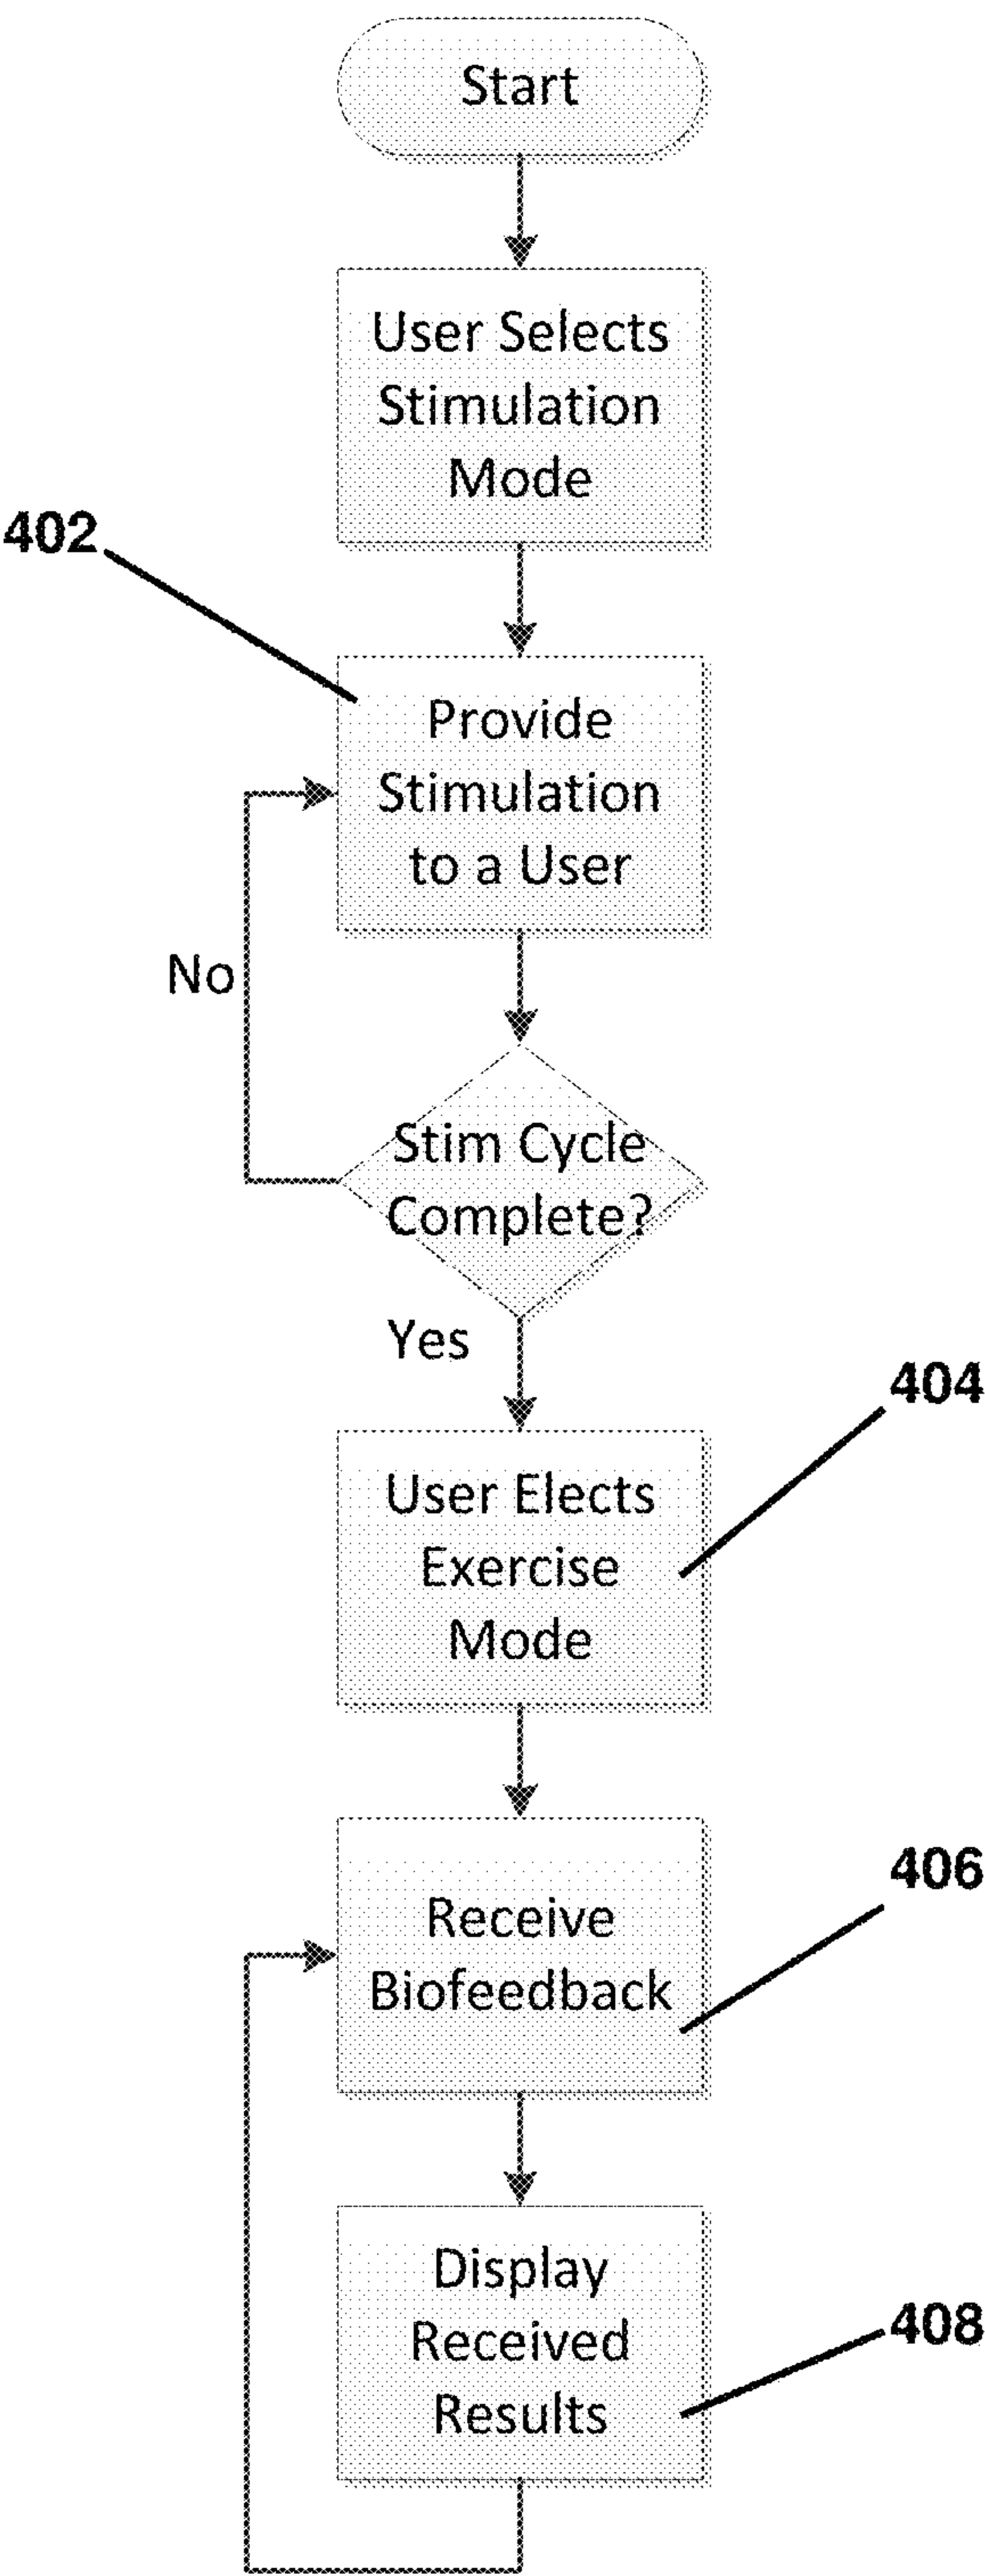 Start
User Selects
Stimulation
Mode
402
Provide
Stimulation
to a User
No
Stim Cycle
Complete?
Yes
404
User Elects
Exercise
Mode
406
Receive
Biofeedback
Display
Received
408
Results